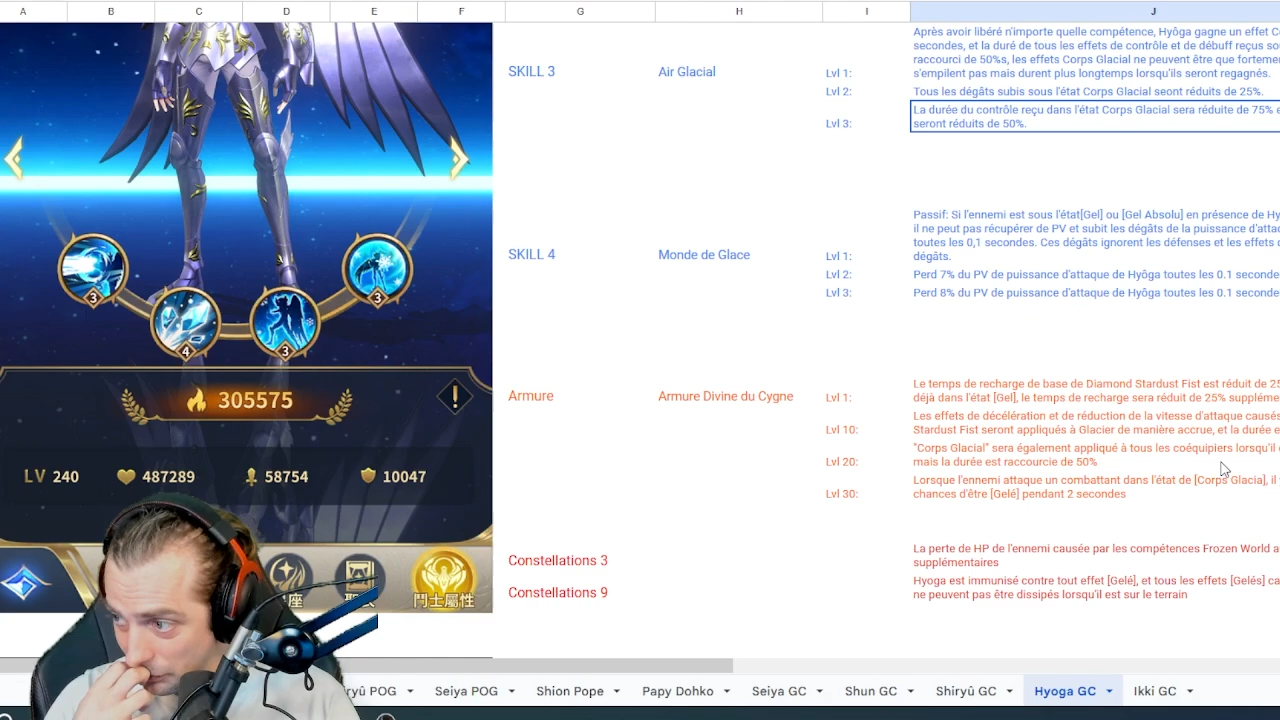 A B C D E F G H I J
Après avoir libéré n'importe quelle compétence, Hyôga gagne un effet C
secondes, et la duré de tous les effets de contrôle et de débuff reçus so
SKILL 3 Air Glacial Lvl 1: raccourci de 50%s, les effets Corps Glacial ne peuvent être que fortemen
s'empilent pas mais durent plus longtemps lorsqu'ils seront regagnés.
Lvl 2: Tous les dégâts subis sous l'état Corps Glacial seont réduits de 25%.
La durée du contrôle reçu dans l'état Corps Glacial sera réduite de 75% e
Lvl 3: seront réduits de 50%.
Passif: Si l'ennemi est sous l'état[Gel] ou [Gel Absolu] en présence de Hy
il ne peut pas récupérer de PV et subit les dégâts de la puissance d'attac
SKILL 4 Monde de Glace Lvl 1: toutes les 0,1 secondes. Ces dégâts ignorent les défenses et les effets
dégâts.
Lvl 2: Perd 7% du PV de puissance d'attaque de Hyôga toutes les 0.1 seconde
Lvl 3: Perd 8% du PV de puissance d'attaque de Hyôga toutes les 0.1 seconde
3 4 3 3
305575
LV 240 487289 58754 10047
Armure Armure Divine du Cygne Lvl 1: Le temps de recharge de base de Diamond Stardust Fist est réduit de 25
déjà dans l'état [Gel], le temps de recharge sera réduit de 25% supplémen
Les effets de décélération et de réduction de la vitesse d'attaque causés
Lvl 10: Stardust Fist seront appliqués à Glacier de manière accrue, et la durée e
"Corps Glacial" sera également appliqué à tous les coéquipiers lorsqu'il
Lvl 20: mais la durée est raccourcie de 50%
Lorsque l'ennemi attaque un combattant dans l'état de [Corps Glacia], il
Lvl 30: chances d'être [Gelé] pendant 2 secondes
Constellations 3 La perte de HP de l'ennemi causée par les compétences Frozen World a
supplémentaires
Constellations 9 Hyoga est immunisé contre tout effet [Gelé], et tous les effets [Gelés] ca
ne peuvent pas être dissipés lorsqu'il est sur le terrain
鬥士屬性
iryû POG Seiya POG Shion Pope Papy Dohko Seiya GC Shun GC Shiryû GC Hyoga GC Ikki GC